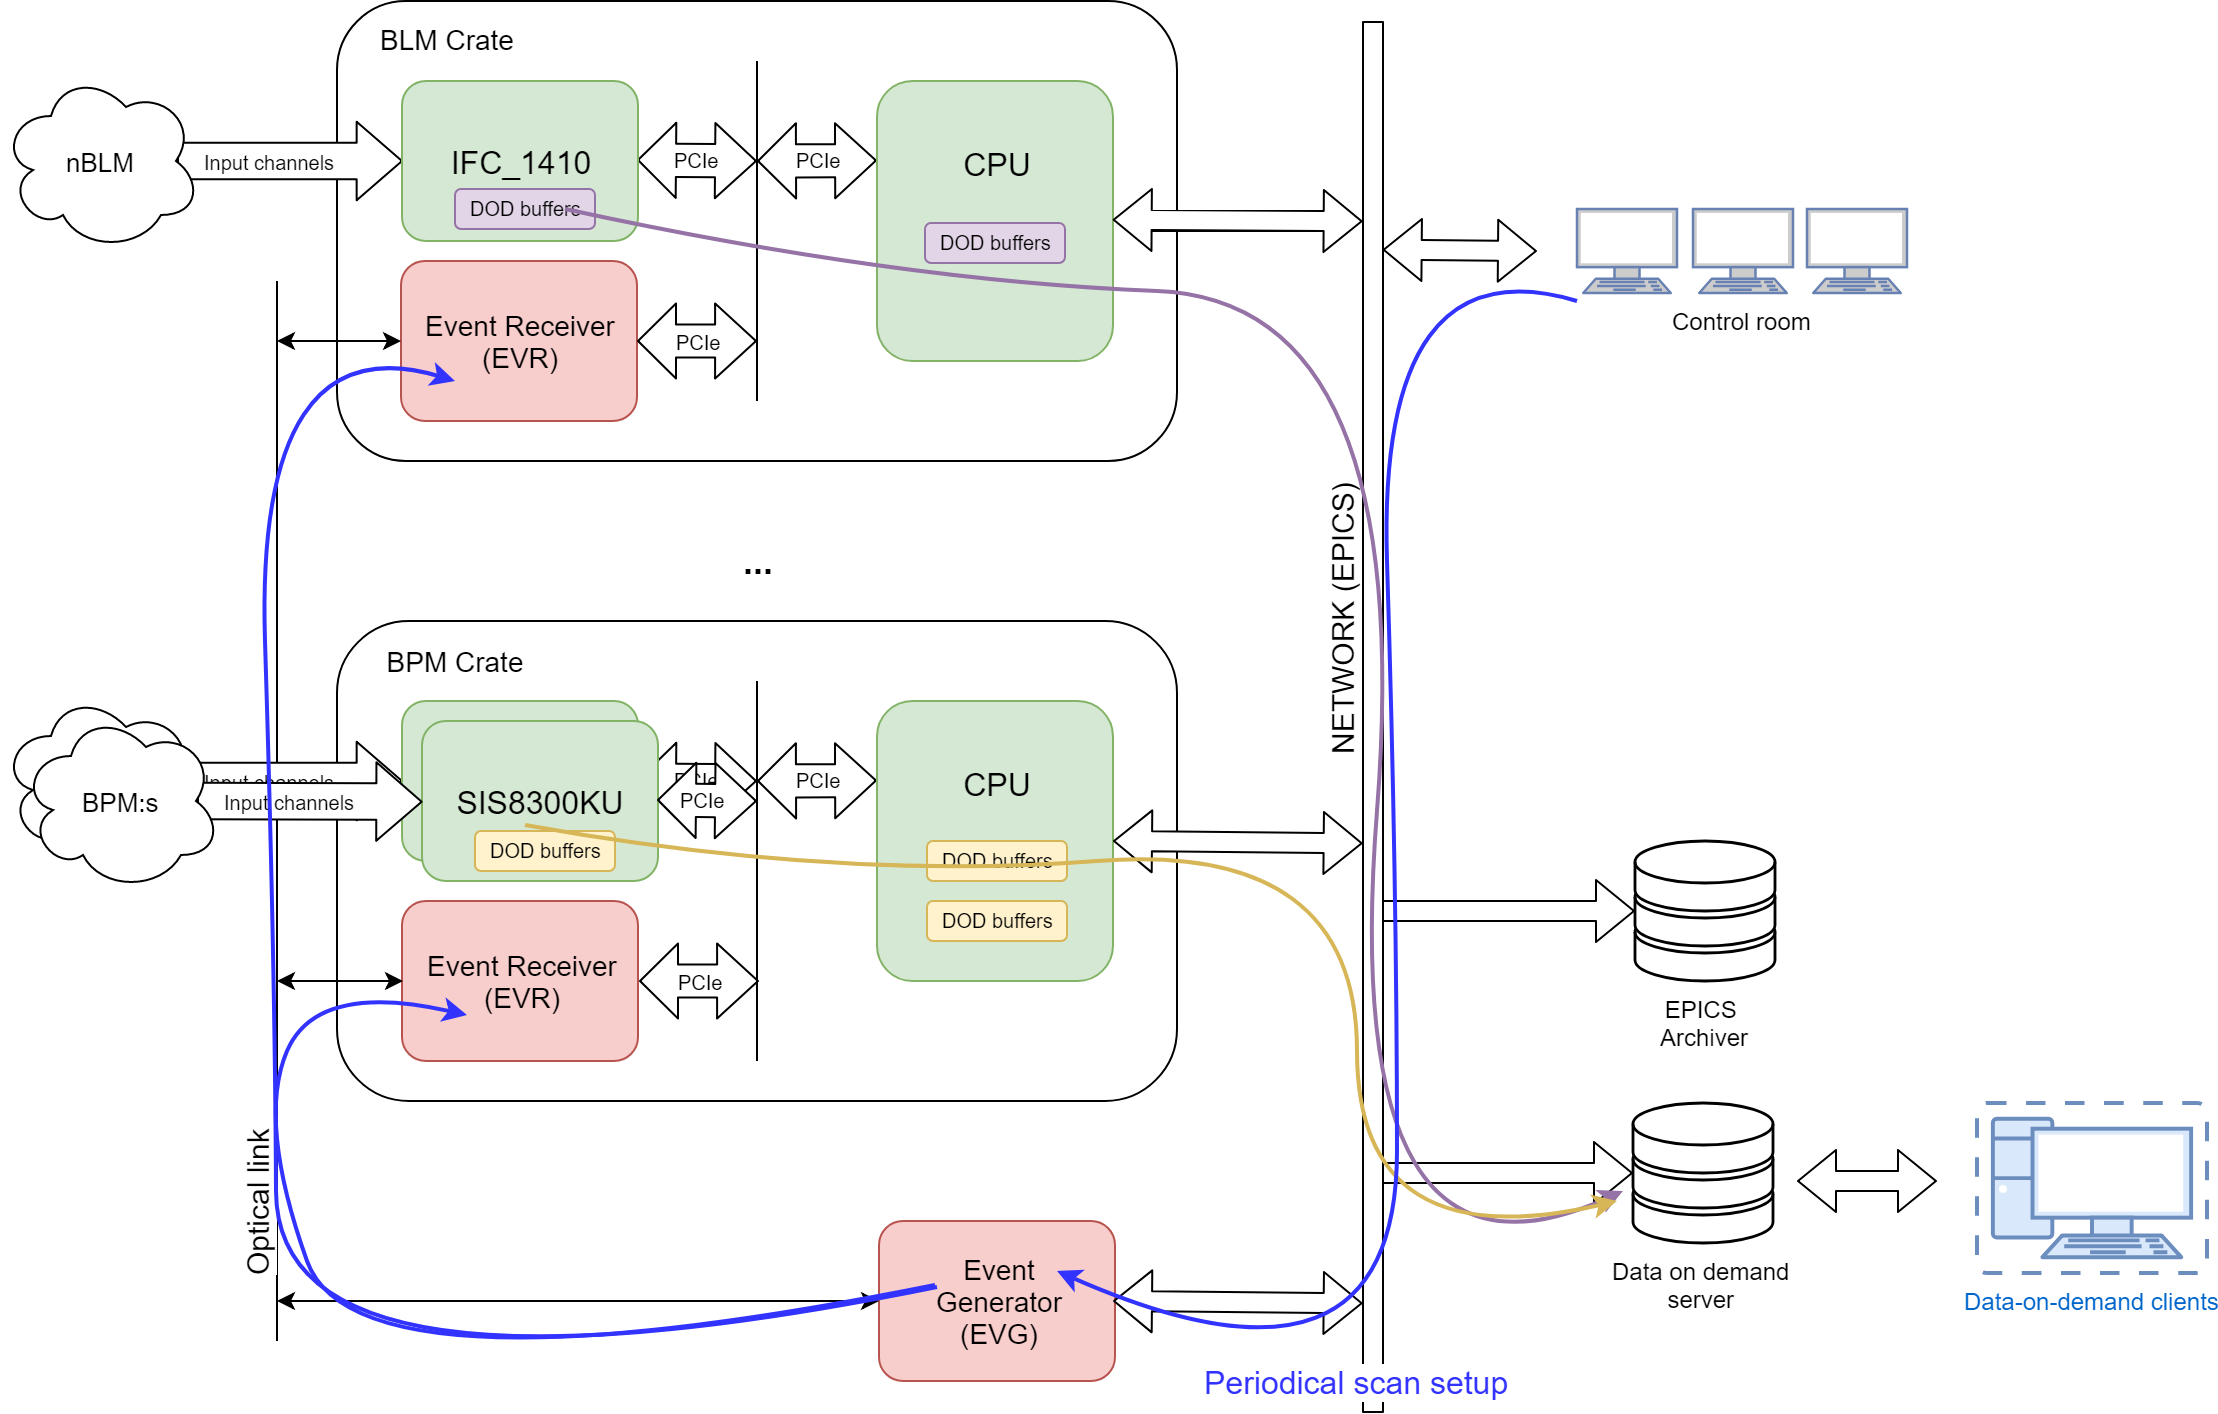 BLM Crate
nBLM
Input channels
IFC_1410
DOD buffers
PCIe
PCIe
CPU
DOD buffers
Event Receiver
(EVR)
PCIe
Control room
...
NETWORK (EPICS)
BPM Crate
BPM:s
Input channels
Input channels
SIS8300KU
DOD buffers
PCIe
PCIe
PCIe
CPU
DOD buffers
DOD buffers
Event Receiver
(EVR)
PCIe
EPICS
Archiver
Optical link
Event
Generator
(EVG)
Data on demand
server
Data-on-demand clients
Periodical scan setup